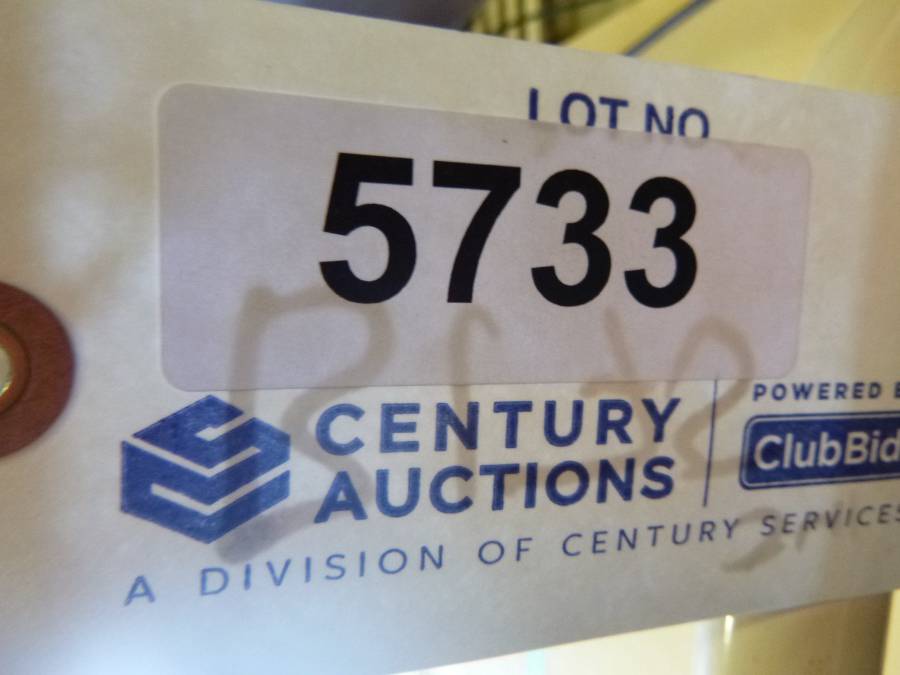 LOT NO
5733
CENTURY
AUCTIONS
POWERED
ClubBid
A DIVISION OF CENTURY SERVICES